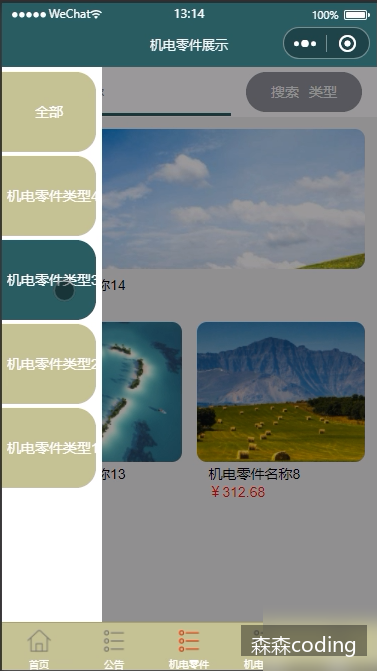 WeChat 13:14 100%
机电零件展示
搜索 类型
全部
机电零件类型4
机电零件类型3
机电零件类型2
机电零件类型1
称14
称13
机电零件名称8
￥312.68
首页 公告 机电零件 机
森森coding